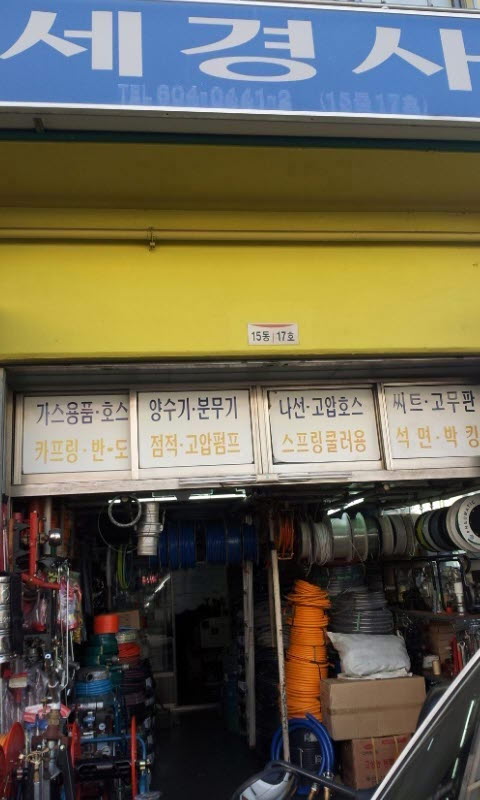 세경사
TEL 604-0441-2 (15동17호)
15동 17호
가스용품·호스
카프링·반-도
양수기·분무기
점적·고압펌프
나선·고압호스
스프링클러용
씨트·고무판
석면·박킹